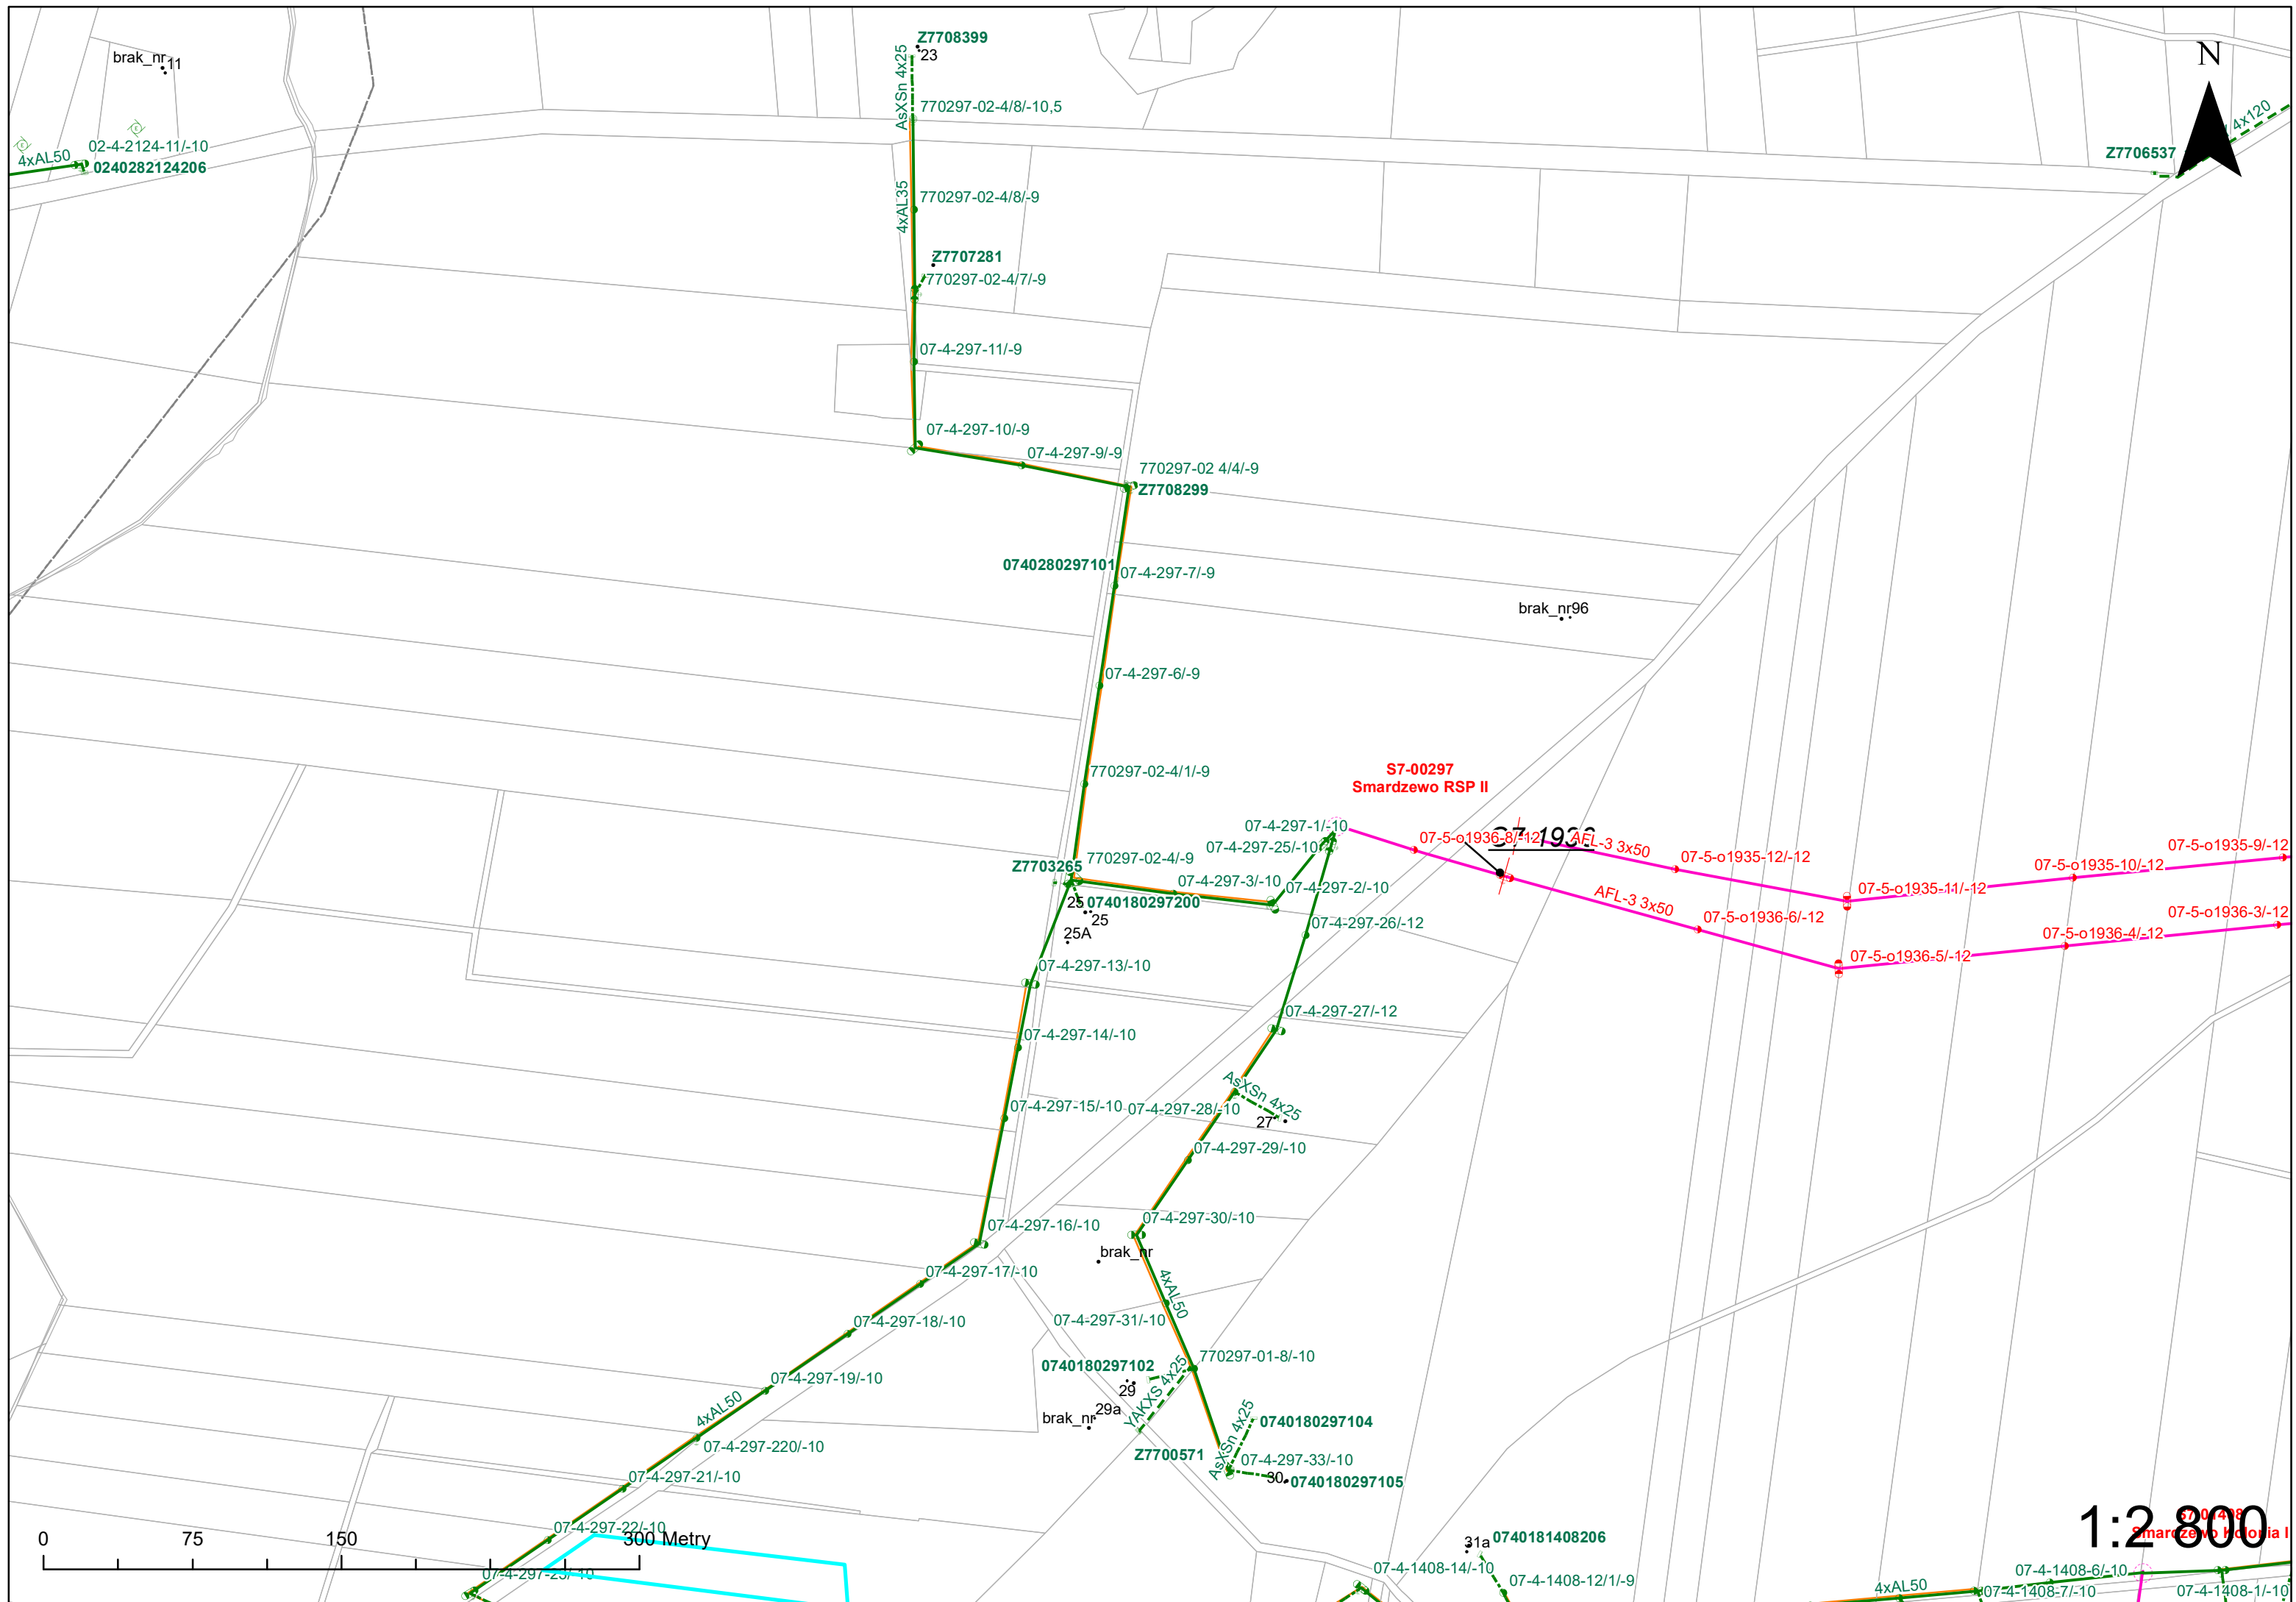 Z7708399
23
brak_nr
11
N
AsXSn 4x25
770297-02-4/8/-10,5
4x120
02-4-2124-11/-10
4xAL50
0240282124206
Z7706537
4xAL35
770297-02-4/8/-9
Z7707281
770297-02-4/7/-9
07-4-297-11/-9
07-4-297-10/-9
07-4-297-9/-9
770297-02 4/4/-9
Z7708299
0740280297101
07-4-297-7/-9
brak_nr96
07-4-297-6/-9
770297-02-4/1/-9
S7-00297
Smardzewo RSP II
07-4-297-1/-10
07-5-o1936-8/-12
AFL-3 3x50
07-4-297-25/-10
07-5-o1935-12/-12
07-5-o1935-10/-12
07-5-o1935-9/-12
770297-02-4/-9
Z7703265
07-4-297-3/-10
07-4-297-2/-10
07-5-o1935-11/-12
25
0740180297200
25
AFL-3 3x50
07-5-o1936-6/-12
07-5-o1936-3/-12
07-4-297-26/-12
25A
07-5-o1936-4/-12
07-5-o1936-5/-12
07-4-297-13/-10
07-4-297-27/-12
07-4-297-14/-10
AsXSn 4x25
07-4-297-15/-10
07-4-297-28/-10
27
07-4-297-29/-10
07-4-297-16/-10
07-4-297-30/-10
brak_nr
07-4-297-17/-10
4xAL50
07-4-297-18/-10
07-4-297-31/-10
770297-01-8/-10
0740180297102
07-4-297-19/-10
29
YAKXS 4x25
4xAL50
29a
brak_nr
0740180297104
AsXSn 4x25
07-4-297-220/-10
Z7700571
07-4-297-33/-10
07-4-297-21/-10
30
0740180297105
07-4-297-22/-10
0 75 150 300 Metry
31a
0740181408206
1:2 800
S7-01408
Smardzewo Kolonia I
07-4-297-23/-10
07-4-1408-14/-10
07-4-1408-12/1/-9
07-4-1408-6/-10
4xAL50
07-4-1408-7/-10
07-4-1408-1/-10